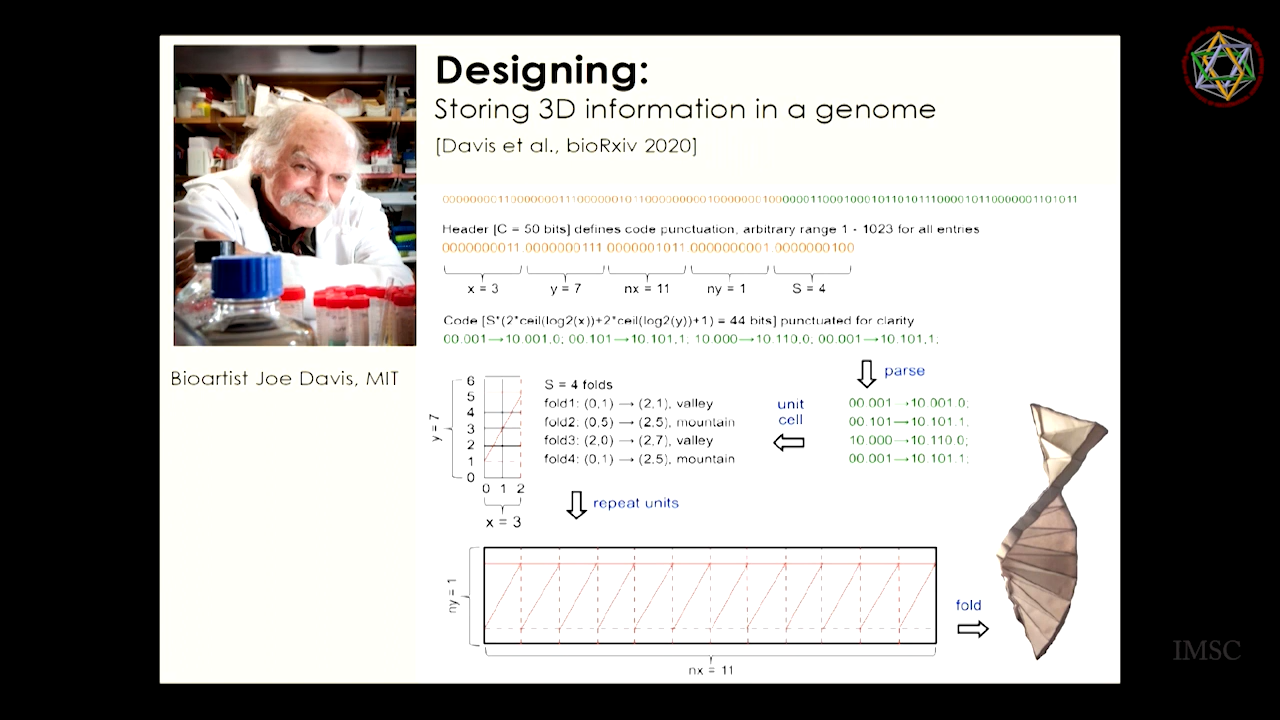 Designing:
Storing 3D information in a genome
[Davis et al., bioRxiv 2020]
Header [C = 50 bits] defines code punctuation, arbitrary range 1 - 1023 for all entries
0000000011 0000000111 0000001011 0000000001 0000000100
x = 3 y = 7 nx = 11 ny = 1 S = 4
Code [S*(2*ceil(log2(x))+2*ceil(log2(y))+1) = 44 bits] punctuated for clarity
00.001→10.001.0; 00.101→10.101.1; 10.000→10.110.0; 00.001→10.101.1;
Bioartist Joe Davis, MIT
parse
00.001→10.001.0;
00.101→10.101.1;
10.000→10.110.0;
00.001→10.101.1;
unit
cell
S = 4 folds
fold1: (0,1) → (2,1), valley
fold2: (0,5) → (2,5), mountain
fold3: (2,0) → (2,7), valley
fold4: (0,1) → (2,5), mountain
y = 7
6
5
4
3
2
1
0
0 1 2
x = 3
repeat units
ny = 1
nx = 11
fold
IMSC